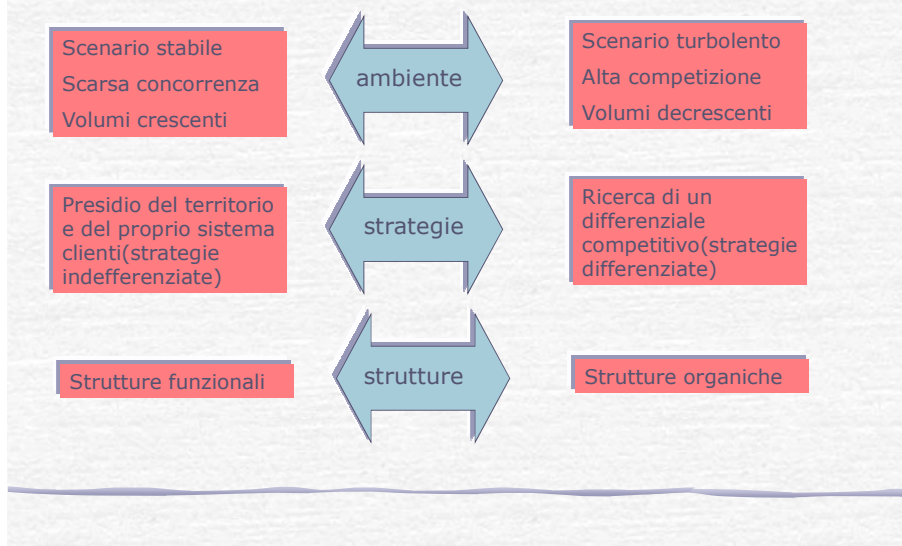 Scenario stabile
Scarsa concorrenza
Volumi crescenti
ambiente
Scenario turbolento
Alta competizione
Volumi decrescenti
Presidio del territorio
e del proprio sistema
clienti(strategie
indefferenziate)
strategie
Ricerca di un
differenziale
competitivo(strategie
differenziate)
Strutture funzionali
strutture
Strutture organiche